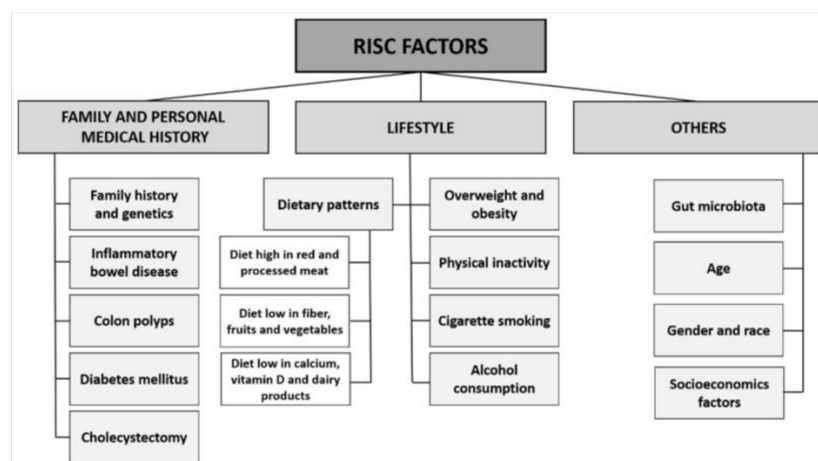 RISC FACTORS
FAMILY AND PERSONAL
MEDICAL HISTORY
Family history
and genetics
Inflammatory
bowel disease
Colon polyps
Diabetes mellitus
Cholecystectomy
LIFESTYLE
Dietary patterns
Diet high in red and
processed meat
Diet low in fiber,
fruits and vegetables
Diet low in calcium,
vitamin D and dairy
products
Overweight and
obesity
Physical inactivity
Cigarette smoking
Alcohol
consumption
OTHERS
Gut microbiota
Age
Gender and race
Socioeconomics
factors